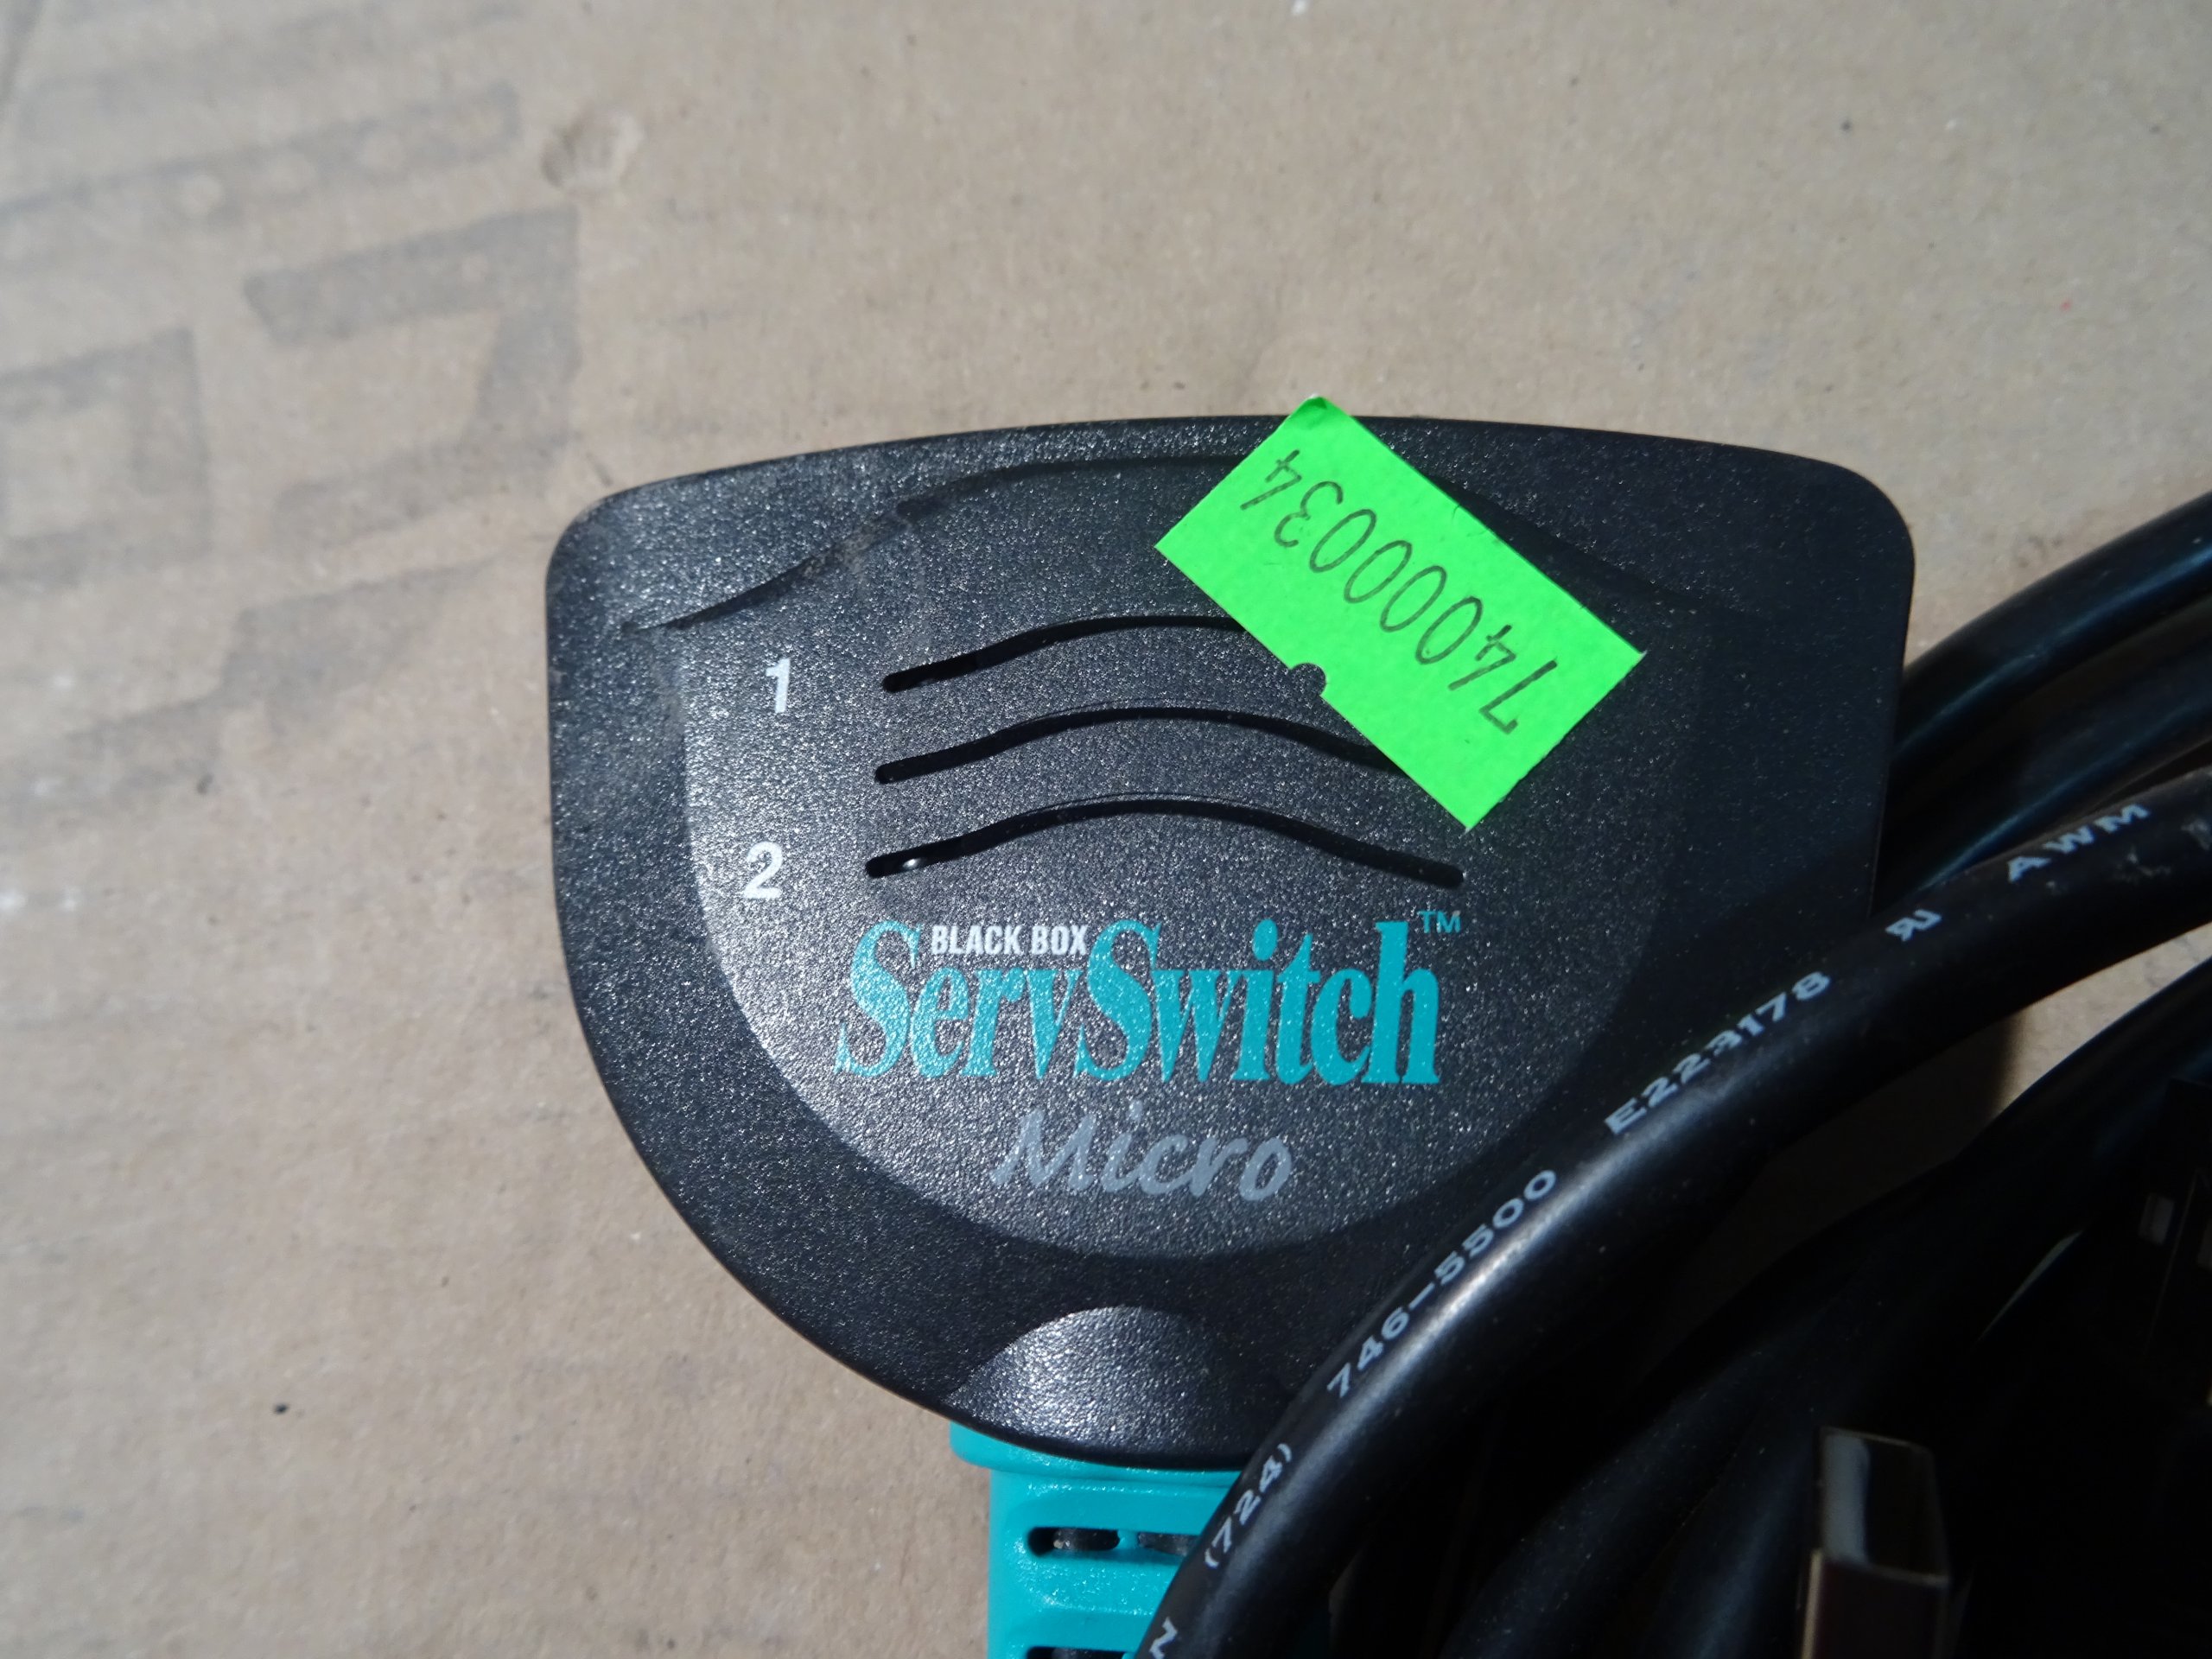 74000034
1
2
BLACK BOX
ServSwitch™
Micro
(724) 746-5500 E223178 AWM